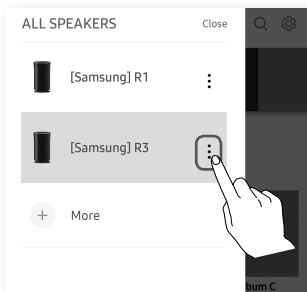 ALL SPEAKERS Close
[Samsung] R1
[Samsung] R3
More
bum C